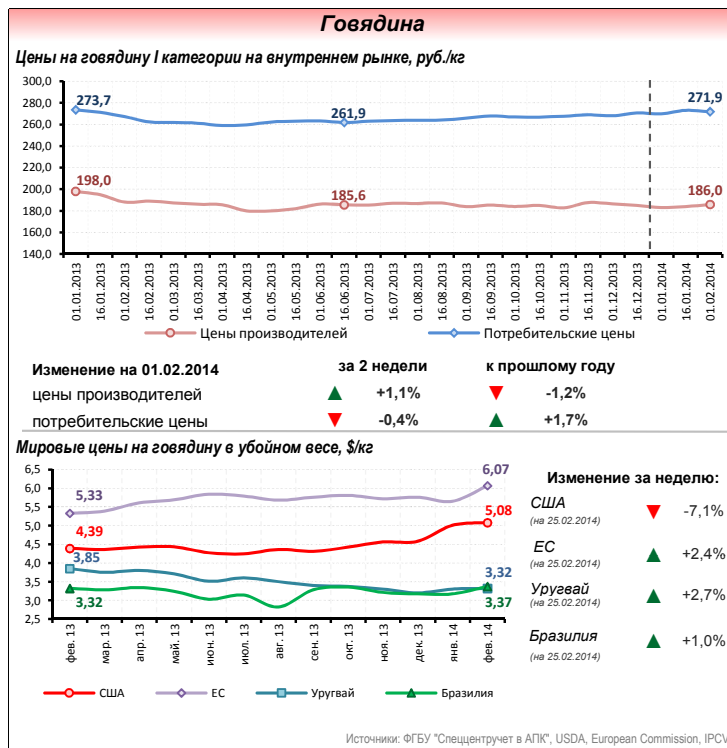 Говядина
Цены на говядину I категории на внутреннем рынке, руб./кг
300,0
280,0
260,0
240,0
220,0
200,0
180,0
160,0
140,0
273,7
261,9
271,9
198,0
185,6
186,0
01.01.2013
16.01.2013
01.02.2013
16.02.2013
01.03.2013
16.03.2013
01.04.2013
16.04.2013
01.05.2013
16.05.2013
01.06.2013
16.06.2013
01.07.2013
16.07.2013
01.08.2013
16.08.2013
01.09.2013
16.09.2013
01.10.2013
16.10.2013
01.11.2013
16.11.2013
01.12.2013
16.12.2013
01.01.2014
16.01.2014
01.02.2014
Цены производителей Потребительские цены
Изменение на 01.02.2014 за 2 недели к прошлому году
цены производителей +1,1% -1,2%
потребительские цены -0,4% +1,7%
Мировые цены на говядину в убойном весе, $/кг
6,5
6,0
5,5
5,0
4,5
4,0
3,5
3,0
2,5
5,33
6,07
4,39
5,08
3,85
3,32
3,32
3,37
фев. 13
мар. 13
апр. 13
май. 13
июн. 13
июл. 13
авг. 13
сен. 13
окт. 13
ноя. 13
дек. 13
янв. 14
фев. 14
США ЕС Уругвай Бразилия
Изменение за неделю:
США -7,1%
(на 25.02.2014)
ЕС +2,4%
(на 25.02.2014)
Уругвай +2,7%
(на 25.02.2014)
Бразилия +1,0%
(на 25.02.2014)
Источники: ФГБУ "Спеццентручет в АПК", USDA, European Commission, IPCV